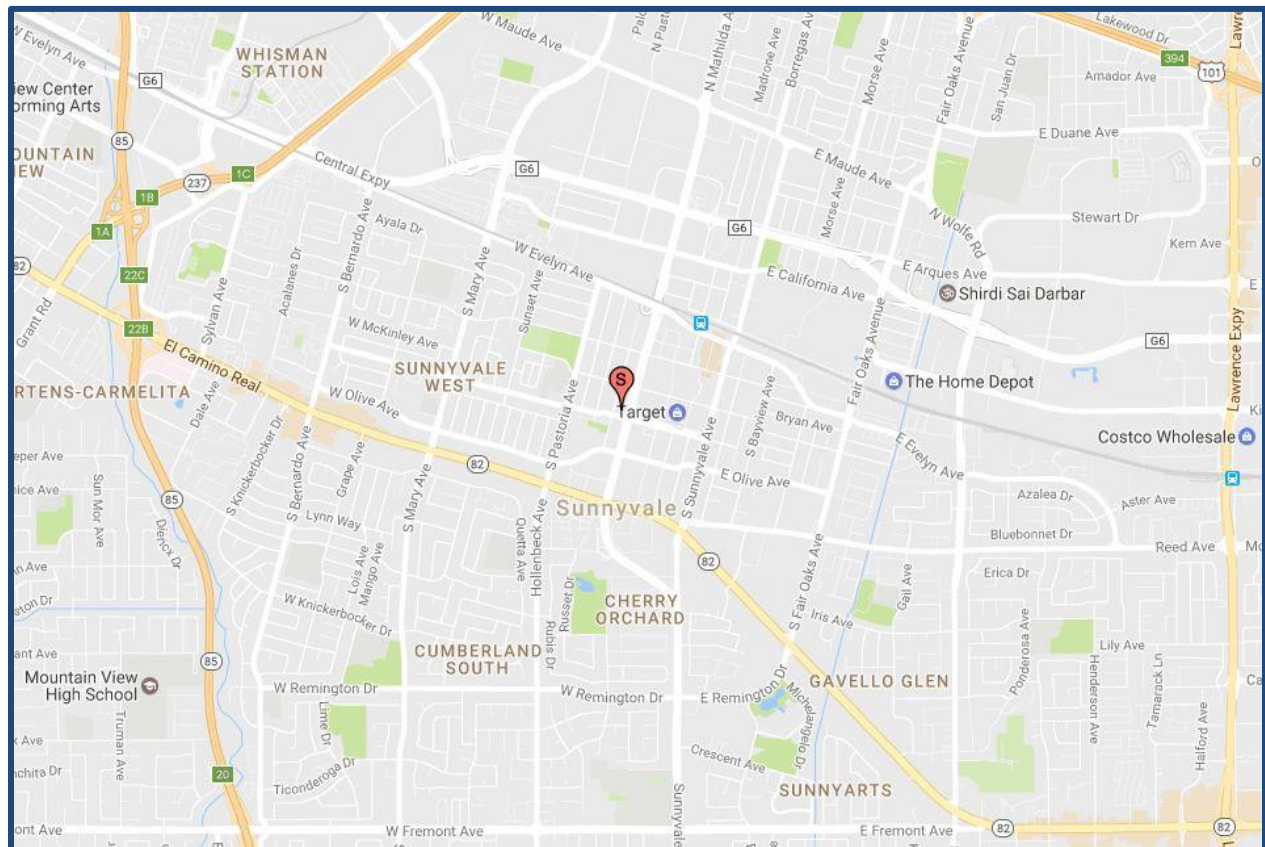 W Maude Ave
N Pasto
N Mathilda A
Madrone Ave
Borregas Av
Morse Ave
Fair Oaks Avenue
Lakewood Dr
394
101
W Evelyn Ave
WHISMAN
STATION
G6
San Juan Dr
Amador Ave
iew Center
orming Arts
85
E Duane Ave
OUNTAIN
IEW
Central Expy
G6
1C
237
1B
E Maude Ave
Morse Ave
N Wolfe Rd
Stewart Dr
1A
Ayala Dr
S Bernardo Ave
S Mary Ave
W Evelyn Ave
G6
Kern Ave
82
22C
Sylvan Ave
Acalanes Dr
Sunset Ave
E California Ave
E Arques Ave
Shirdi Sai Darbar
Grant Rd
22B
W McKinley Ave
Fair Oaks Avenue
G6
El Camino Real
SUNNYVALE
WEST
S
The Home Depot
Lawrence Expy
RTENS-CARMELITA
Dale Ave
W Olive Ave
S Pastoria Ave
Target
S Bayview Ave
Bryan Ave
Costco Wholesale
S Knickerbocker Dr
S Bernardo Ave
Grape Ave
S Mary Ave
82
S Sunnyvale Ave
E Olive Ave
E Evelyn Ave
eeper Ave
nice Ave
Sun Mor Ave
85
Diericx Dr
Lynn Way
Sunnyvale
Azalea Dr
Aster Ave
Lois Ave
Mango Ave
Quetta Ave
Hollenbeck Ave
82
S Fair Oaks Ave
Bluebonnet Dr
Reed Ave
Erica Dr
W Knickerbocker Dr
Russet Dr
Rubis Dr
CHERRY
ORCHARD
Iris Ave
Gail Ave
Lily Ave
CUMBERLAND
SOUTH
Mountain View
High School
85
W Remington Dr
W Remington Dr
E Remington Dr
Michelangelo Dr
GAVELLO GLEN
Ponderosa Ave
Henderson Ave
Tamarack Ln
Halford Ave
Truman Ave
Lime Dr
Crescent Ave
20
Ticonderoga Dr
Sunnyvale
SUNNYARTS
ont Ave
W Fremont Ave
E Fremont Ave
82
82